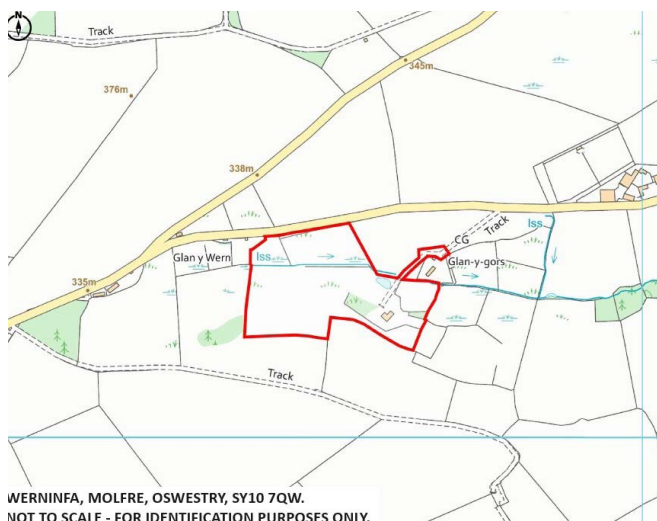 N
Track
345m
376m
338m
Iss
CG
Track
Glan y Wern
Iss
Glan-y-gors
335m
Track
WERNINFA, MOLFRE, OSWESTRY, SY10 7QW.
NOT TO SCALE - FOR IDENTIFICATION PURPOSES ONLY.